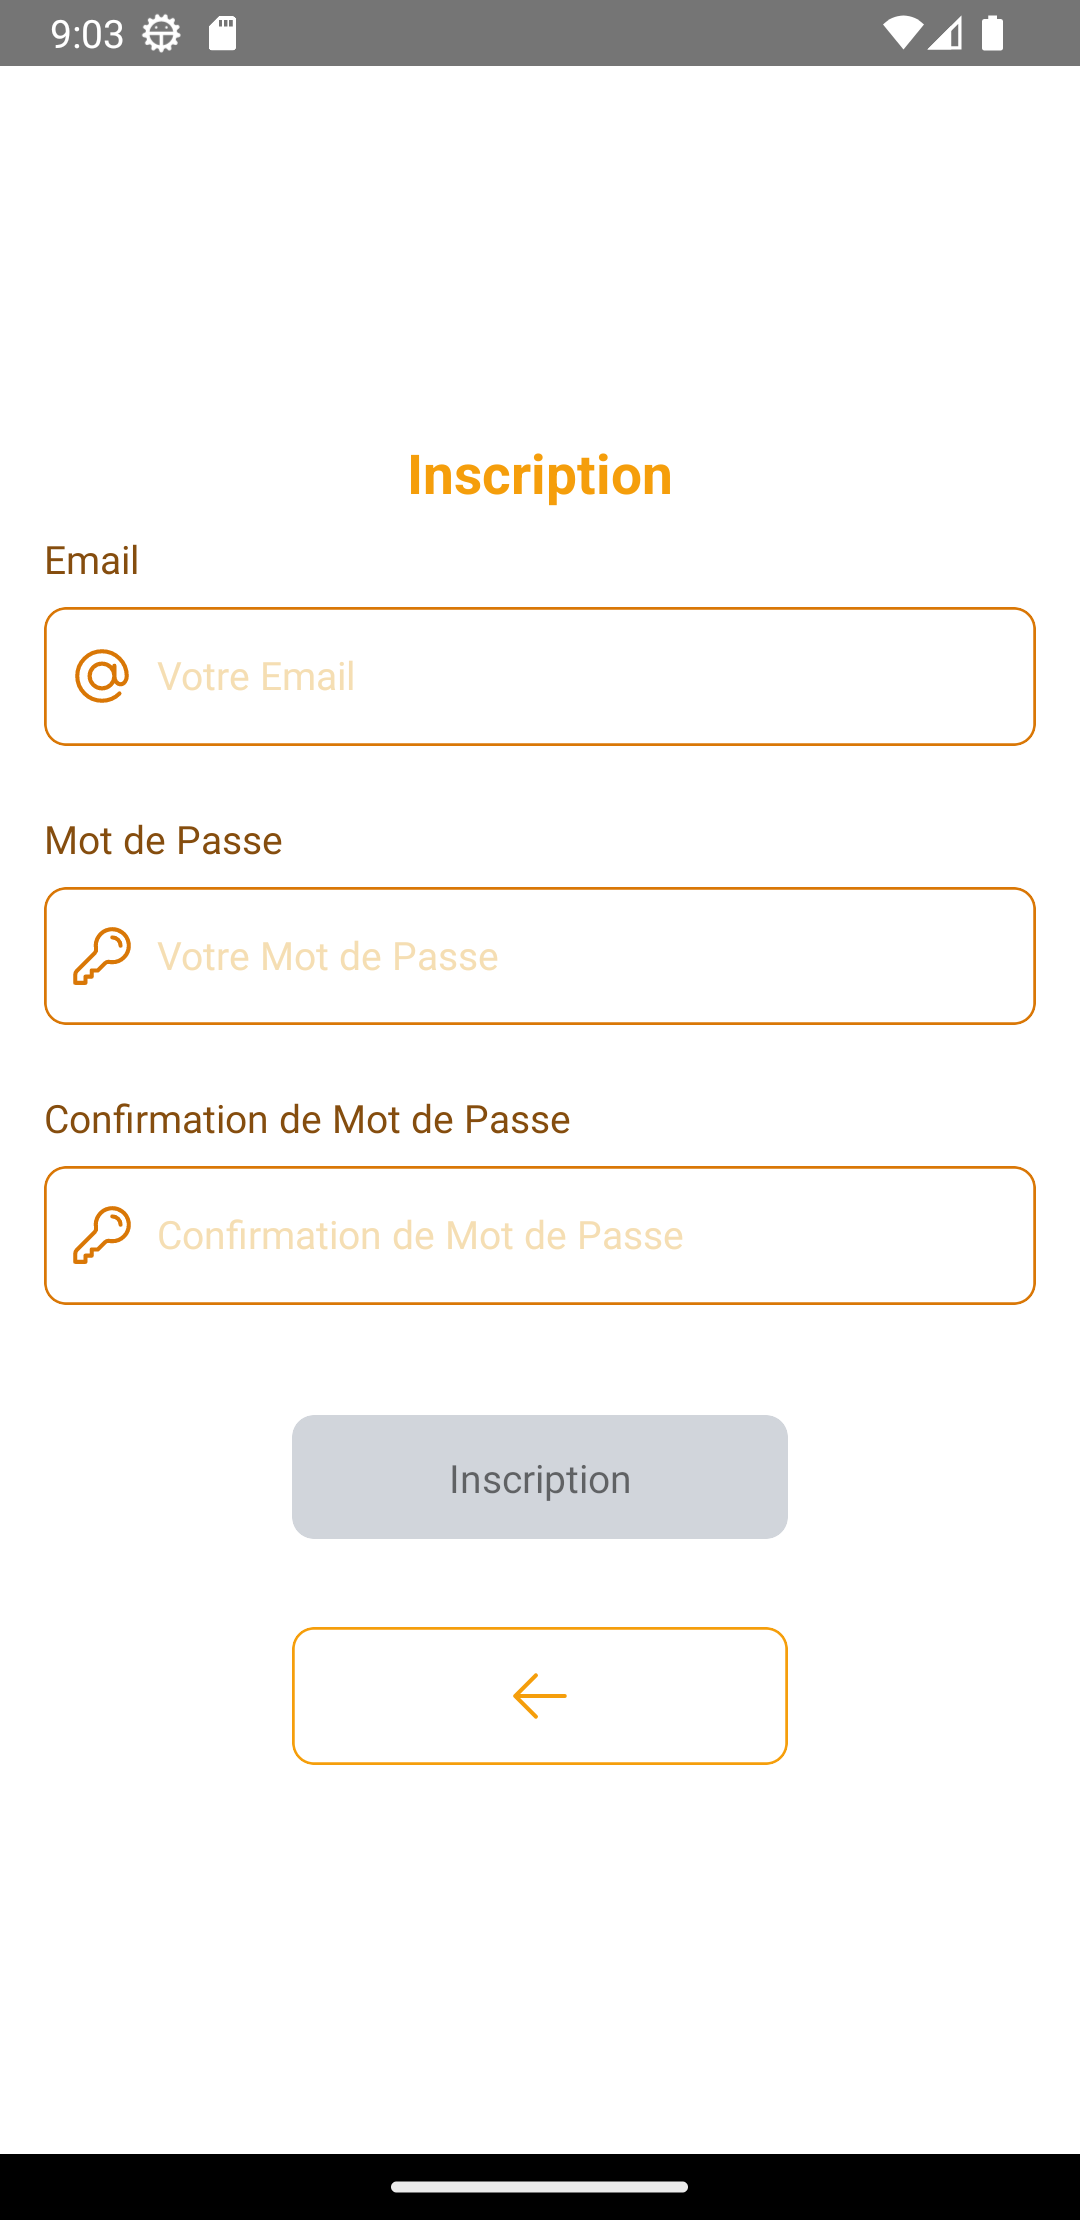 9:03
Inscription
Email
Votre Email
Mot de Passe
Votre Mot de Passe
Confirmation de Mot de Passe
Confirmation de Mot de Passe
Inscription